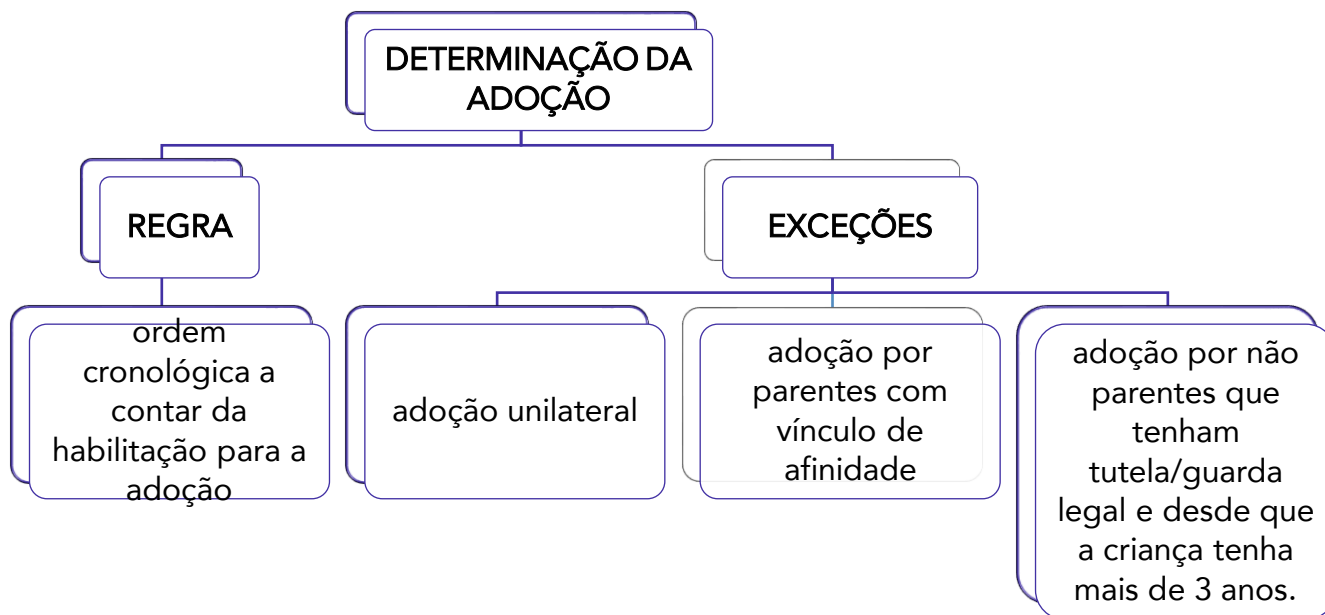 DETERMINAÇÃO DA
ADOÇÃO
REGRA
EXCEÇÕES
ordem
cronológica a
contar da
habilitação para a
adoção
adoção unilateral
adoção por
parentes com
vínculo de
afinidade
adoção por não
parentes que
tenham
tutela/guarda
legal e desde que
a criança tenha
mais de 3 anos.